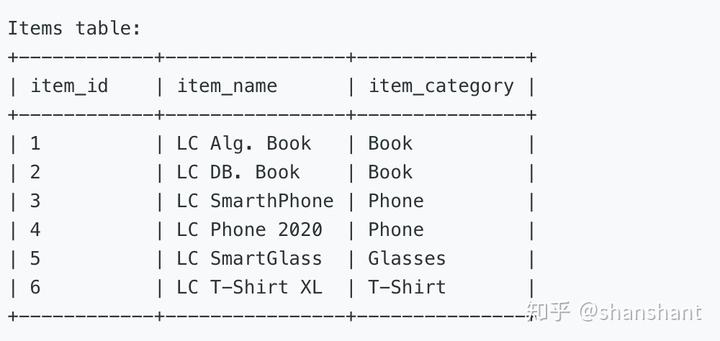 Items table:
+------------+----------------+---------------+
| item_id    | item_name      | item_category |
+------------+----------------+---------------+
| 1          | LC Alg. Book   | Book          |
| 2          | LC DB. Book    | Book          |
| 3          | LC SmarthPhone | Phone         |
| 4          | LC Phone 2020  | Phone         |
| 5          | LC SmartGlass  | Glasses       |
| 6          | LC T-Shirt XL  | T-Shirt       |
+------------+----------------+---------------+
知乎 @shanshant